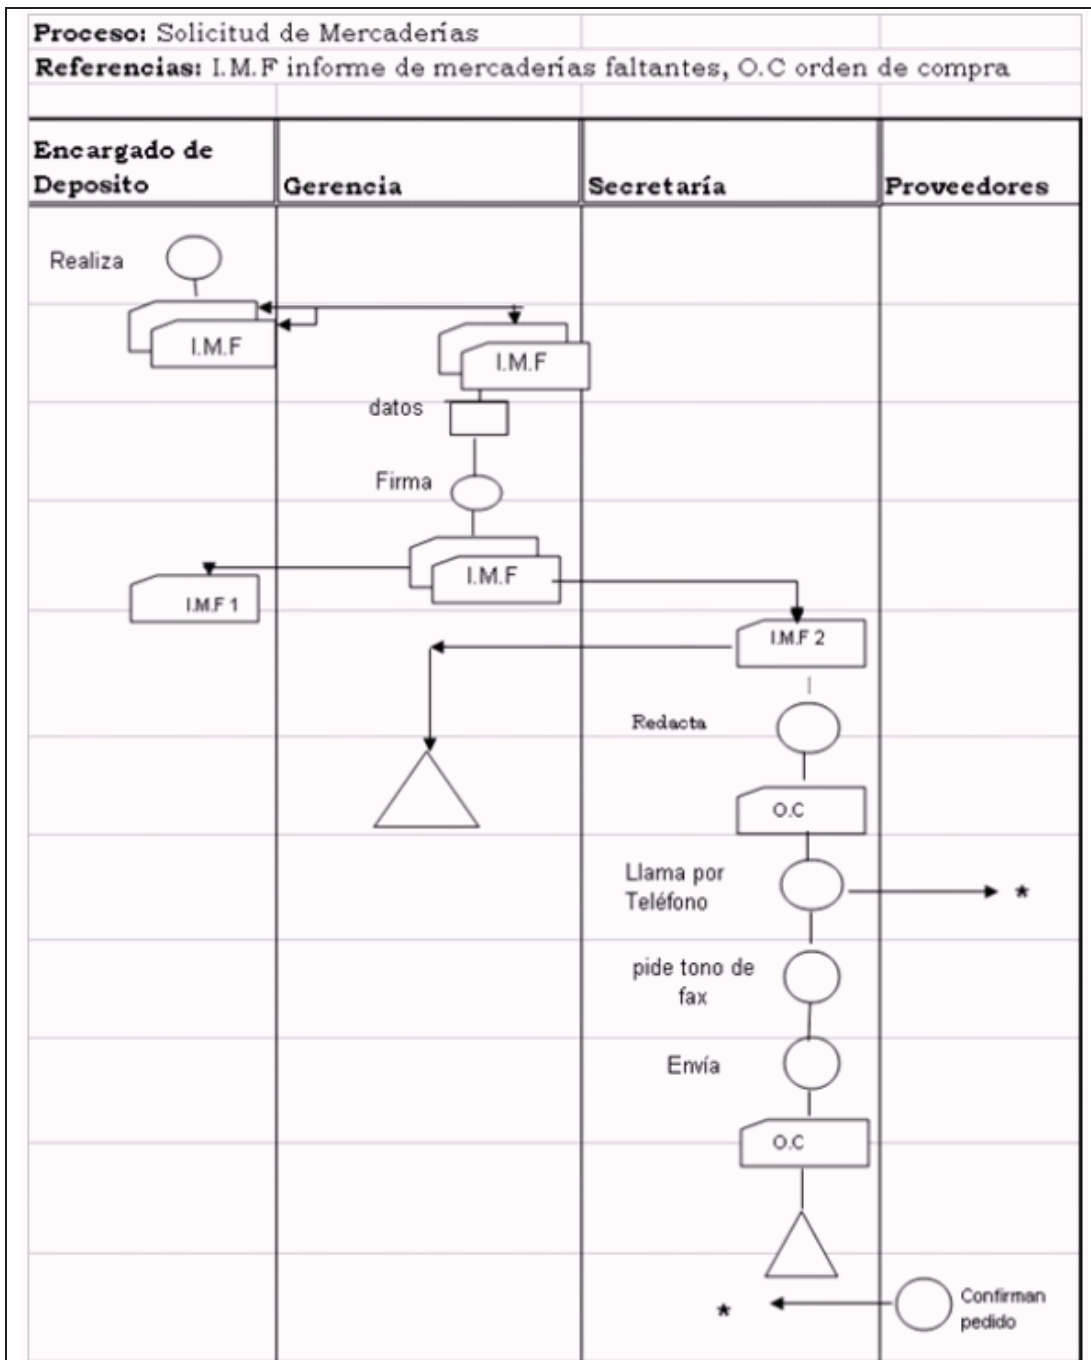 Proceso: Solicitud de Mercaderías
Referencias: I.M.F informe de mercaderías faltantes, O.C orden de compra
Encargado de
Deposito
Gerencia
Secretaría
Proveedores
Realiza
I.M.F
I.M.F
datos
Firma
I.M.F
I.M.F 1
I.M.F 2
Redacta
O.C
Llama por
Teléfono
*
pide tono de
fax
Envía
O.C
*
Confirman
pedido